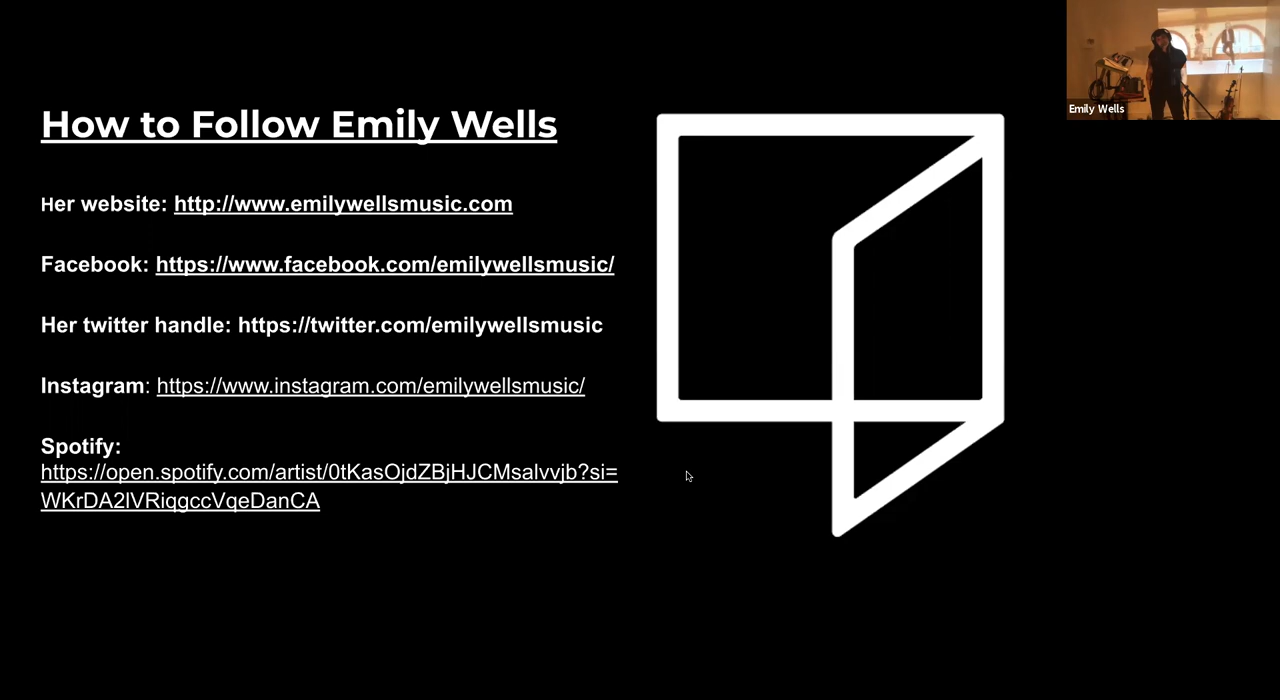 How to Follow Emily Wells
Her website: http://www.emilywellsmusic.com
Facebook: https://www.facebook.com/emilywellsmusic/
Her twitter handle: https://twitter.com/emilywellsmusic
Instagram: https://www.instagram.com/emilywellsmusic/
Spotify:
https://open.spotify.com/artist/0tKasOjdZBjHJCMsalvvjb?si=
WKrDA2lVRiqgccVqeDanCA
Emily Wells